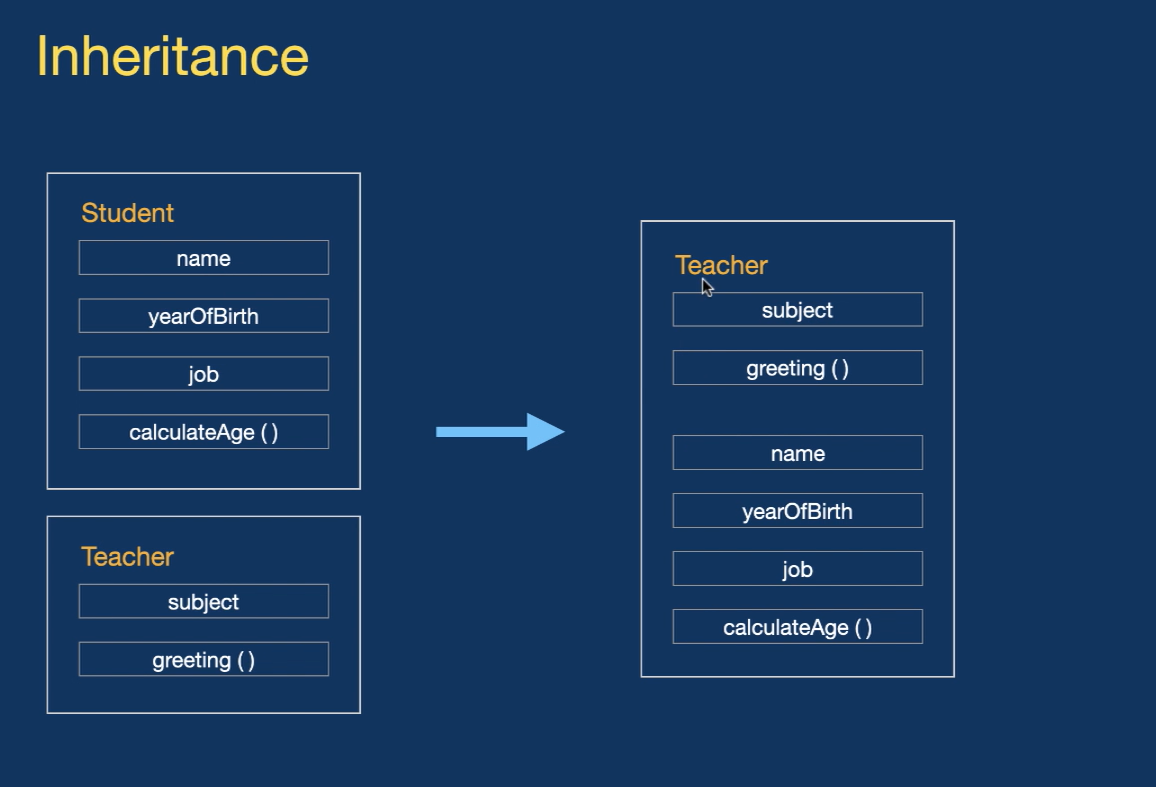 Inheritance
Student
name
yearOfBirth
job
calculateAge ( )
Teacher
subject
greeting ( )
Teacher
subject
greeting ( )
name
yearOfBirth
job
calculateAge ( )